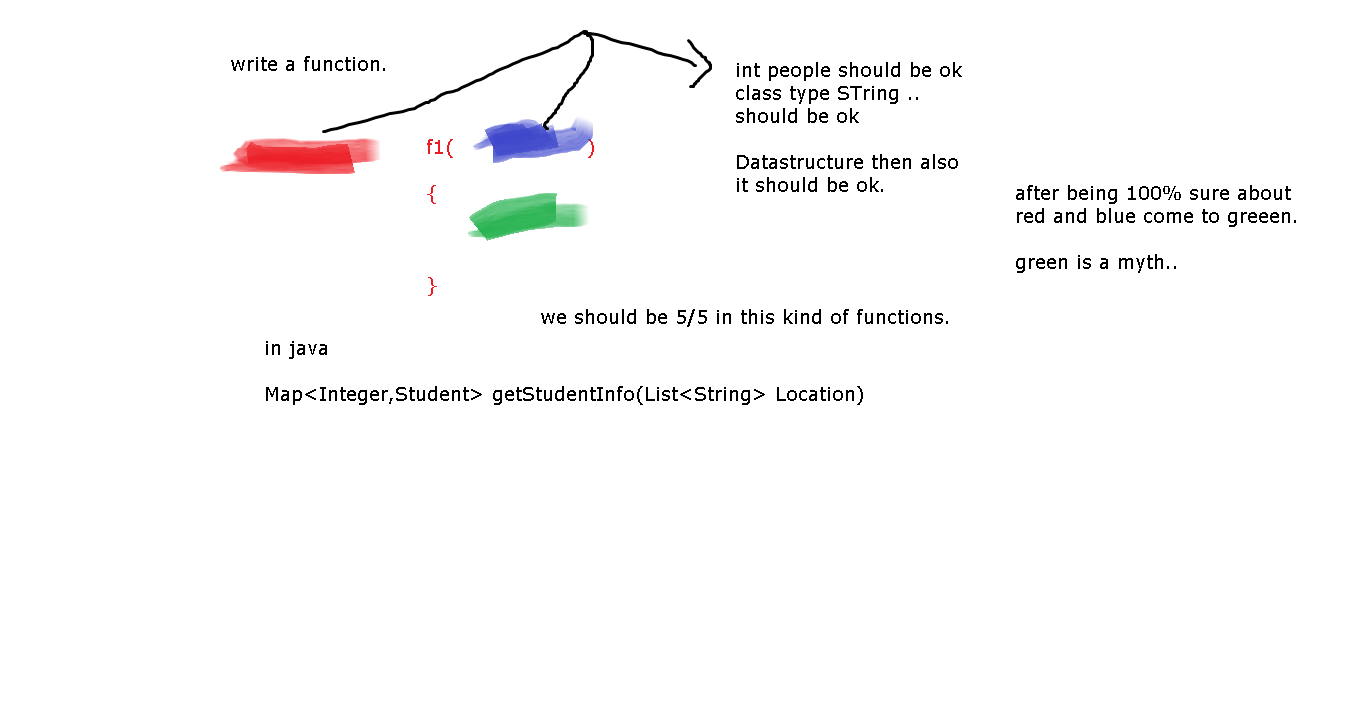 write a function.
int people should be ok
class type STring ..
should be ok
f1( )
Datastructure then also
it should be ok.
{
after being 100% sure about
red and blue come to greeen.
green is a myth..
}
we should be 5/5 in this kind of functions.
in java
Map<Integer,Student> getStudentInfo(List<String> Location)